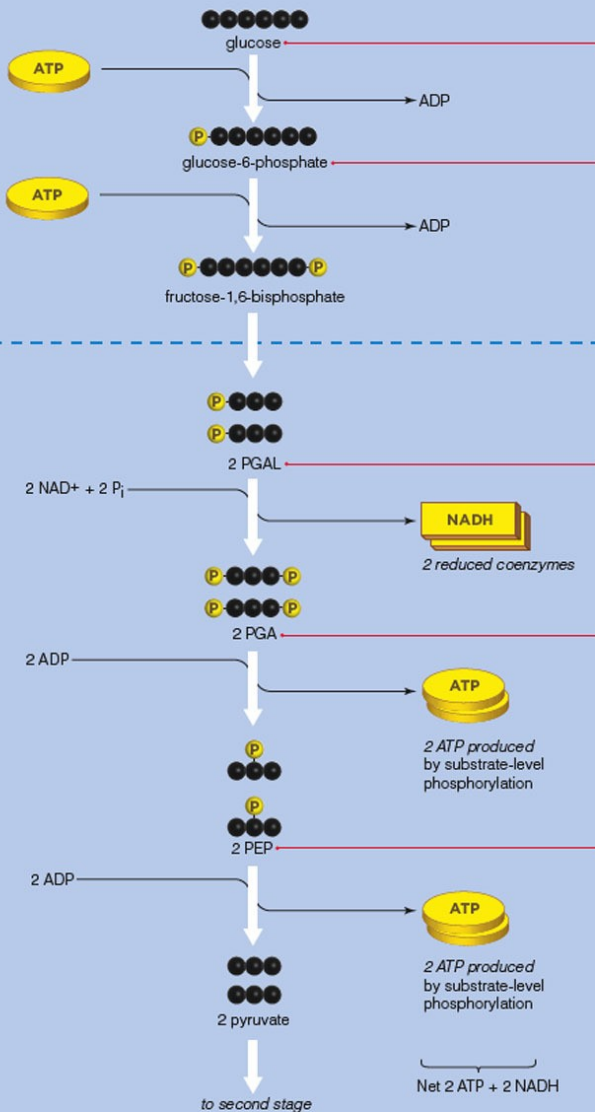 glucose
ATP
ADP
P
glucose-6-phosphate
ATP
ADP
P P
fructose-1,6-bisphosphate
P
P
2 PGAL
2 NAD+ + 2 Pi
NADH
2 reduced coenzymes
P P
P P
2 PGA
2 ADP
ATP
2 ATP produced
by substrate-level
phosphorylation
P
P
2 PEP
2 ADP
ATP
2 ATP produced
by substrate-level
phosphorylation
2 pyruvate
Net 2 ATP + 2 NADH
to second stage